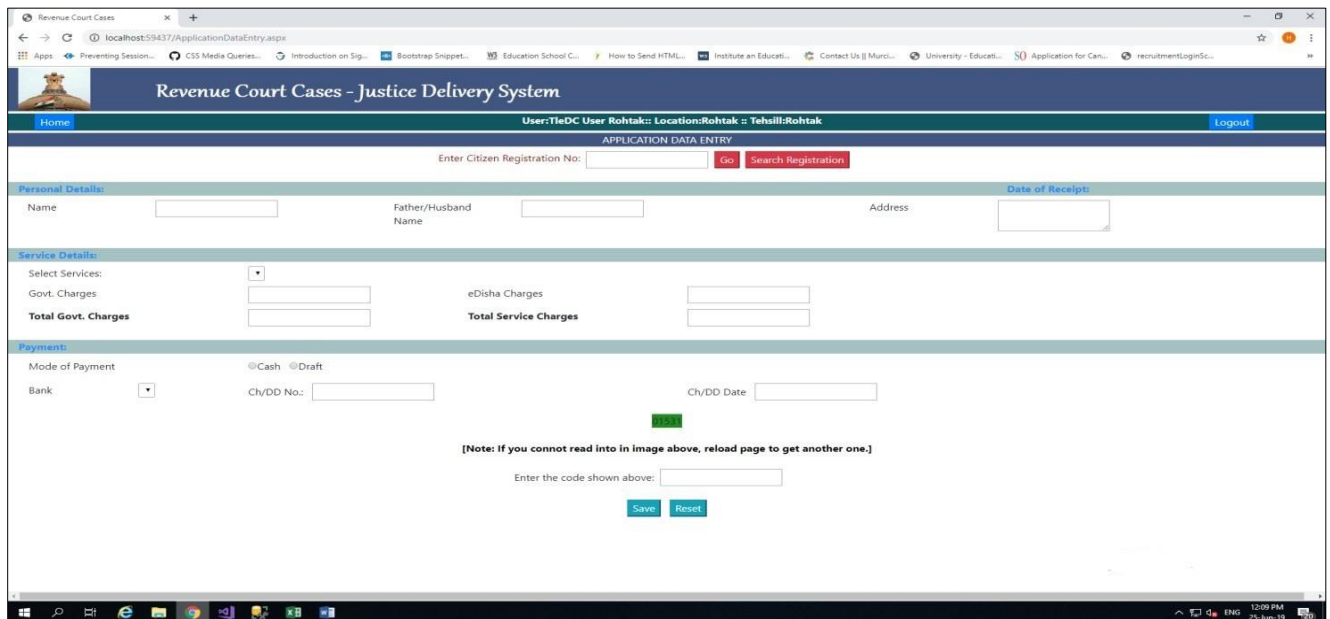 Revenue Court Cases
localhost:59437/ApplicationDataEntry.aspx
Apps Preventing Session... CSS Media Queries... Introduction on Sig... Bootstrap Snippet... Education School C... How to Send HTML... Institute an Educati... Contact Us || Murci... University - Educati... Application for Can... recruitmentLoginSc...
Revenue Court Cases - Justice Delivery System
Home User:TleDC User Rohtak:: Location:Rohtak :: Tehsill:Rohtak Logout
APPLICATION DATA ENTRY
Enter Citizen Registration No: Go Search Registration
Personal Details: Date of Receipt:
Name Father/Husband Name Address
Service Details:
Select Services:
Govt. Charges eDisha Charges
Total Govt. Charges Total Service Charges
Payment:
Mode of Payment Cash Draft
Bank Ch/DD No.: Ch/DD Date
01531
[Note: If you connot read into in image above, reload page to get another one.]
Enter the code shown above:
Save Reset
ENG 12:09 PM
25-Jun-19